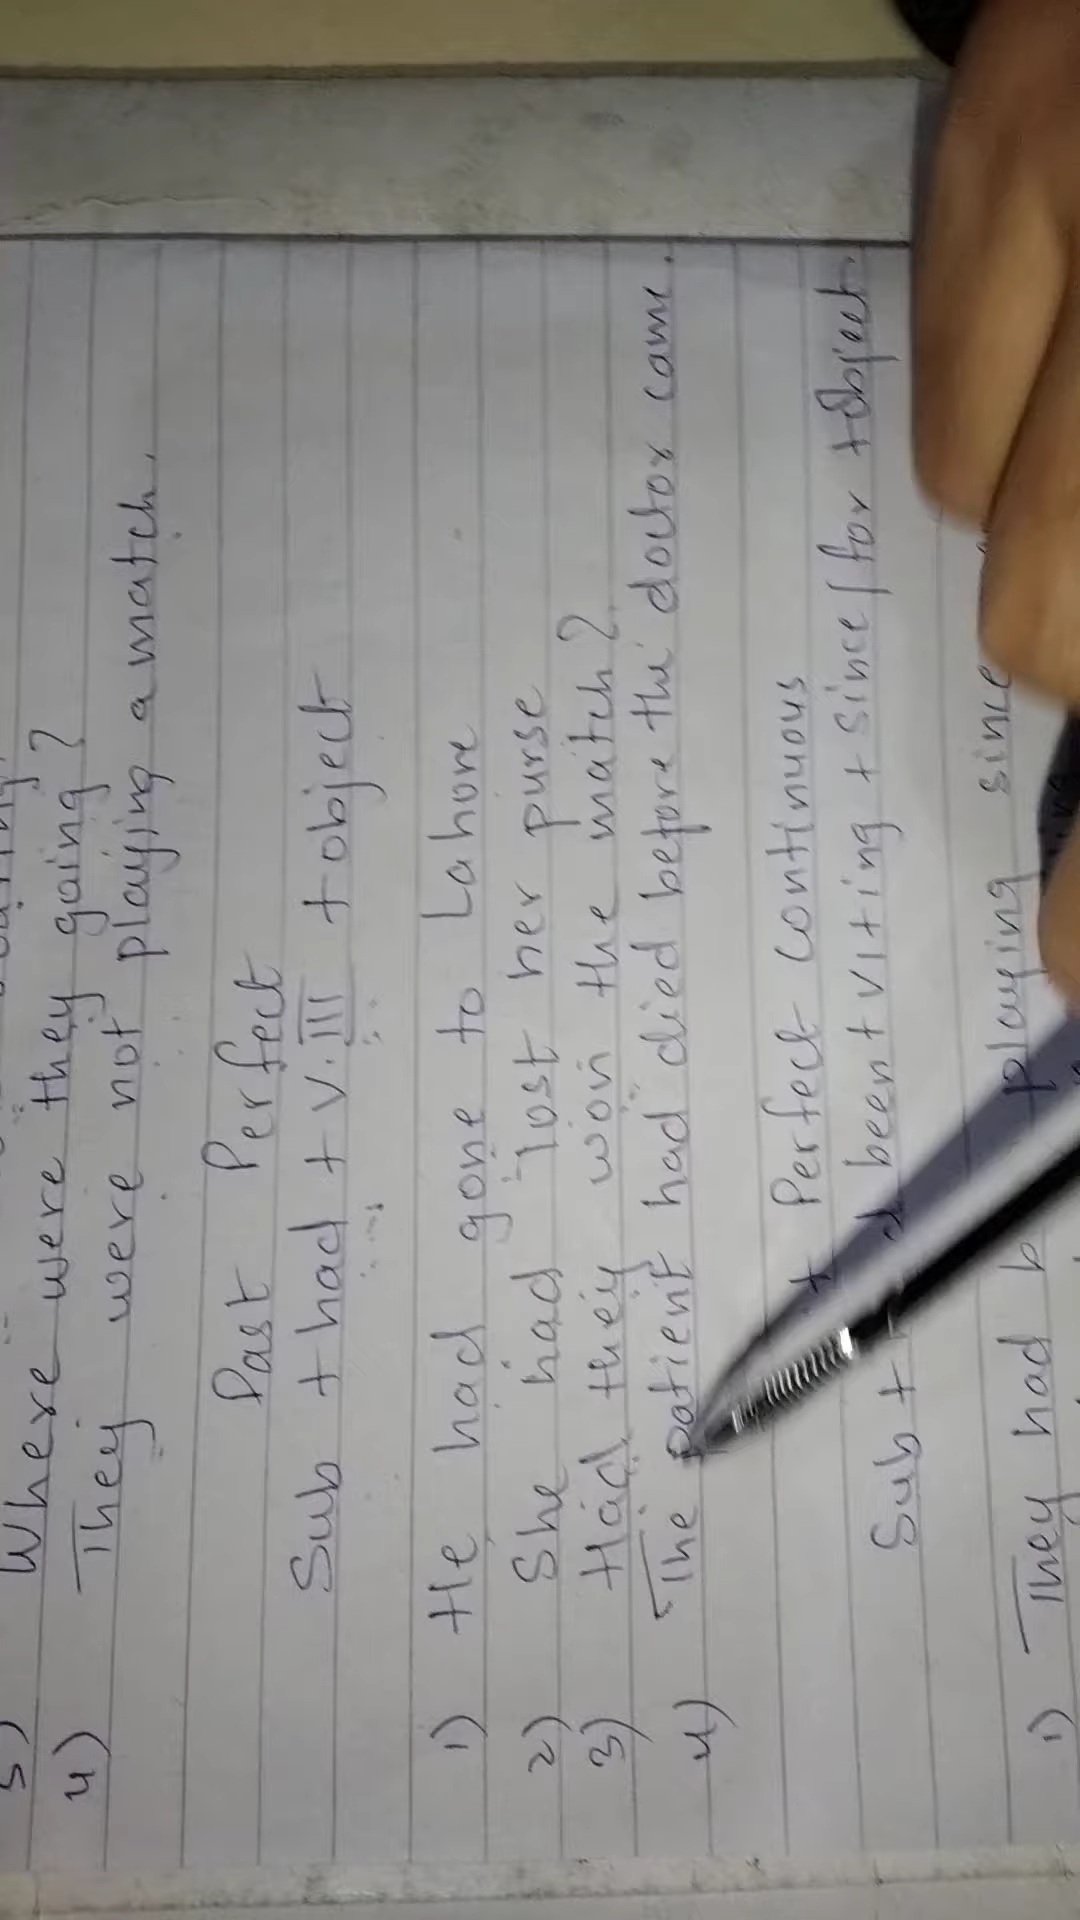 3) Where were they going?
4) They were not playing a match.
Past Perfect
Sub + had + V.III + object
1) He had gone to Lahore
2) She had lost her purse
3) Had they won the match?
4) The patient had died before the doctor came.
Perfect continuous
Sub + been + V1 + ing + since/for + object.
1) They had playing since